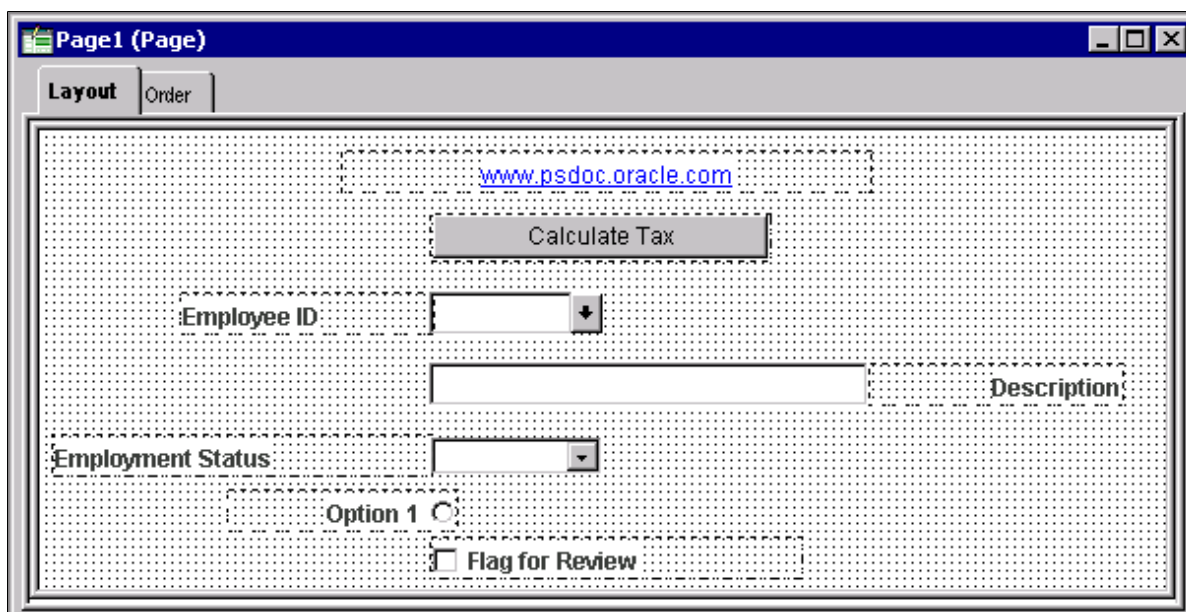 Page1 (Page)
Layout Order
www.psdoc.oracle.com
Calculate Tax
Employee ID
Description
Employment Status
Option 1
Flag for Review